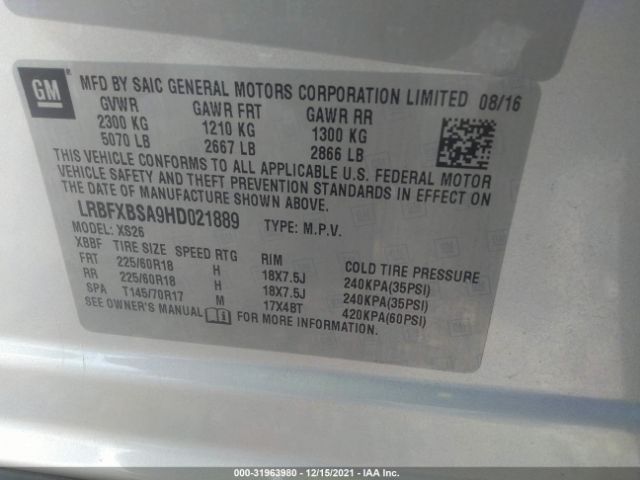 GM ®
MFD BY SAIC GENERAL MOTORS CORPORATION LIMITED 08/16
GVWR GAWR FRT GAWR RR
2300 KG 1210 KG 1300 KG
5070 LB 2667 LB 2866 LB
THIS VEHICLE CONFORMS TO ALL APPLICABLE U.S. FEDERAL MOTOR
VEHICLE SAFETY AND THEFT PREVENTION STANDARDS IN EFFECT ON
THE DATE OF MANUFACTURE SHOWN ABOVE.
LRBFXBSA9HD021889 TYPE: M.P.V.
MODEL: XS26
XBBF TIRE SIZE SPEED RTG RIM COLD TIRE PRESSURE
FRT 225/60R18 H 18X7.5J 240KPA(35PSI)
RR 225/60R18 H 18X7.5J 240KPA(35PSI)
SPA T145/70R17 M 17X4BT 420KPA(60PSI)
SEE OWNER'S MANUAL FOR MORE INFORMATION.
000-31963980 - 12/15/2021 - IAA Copart